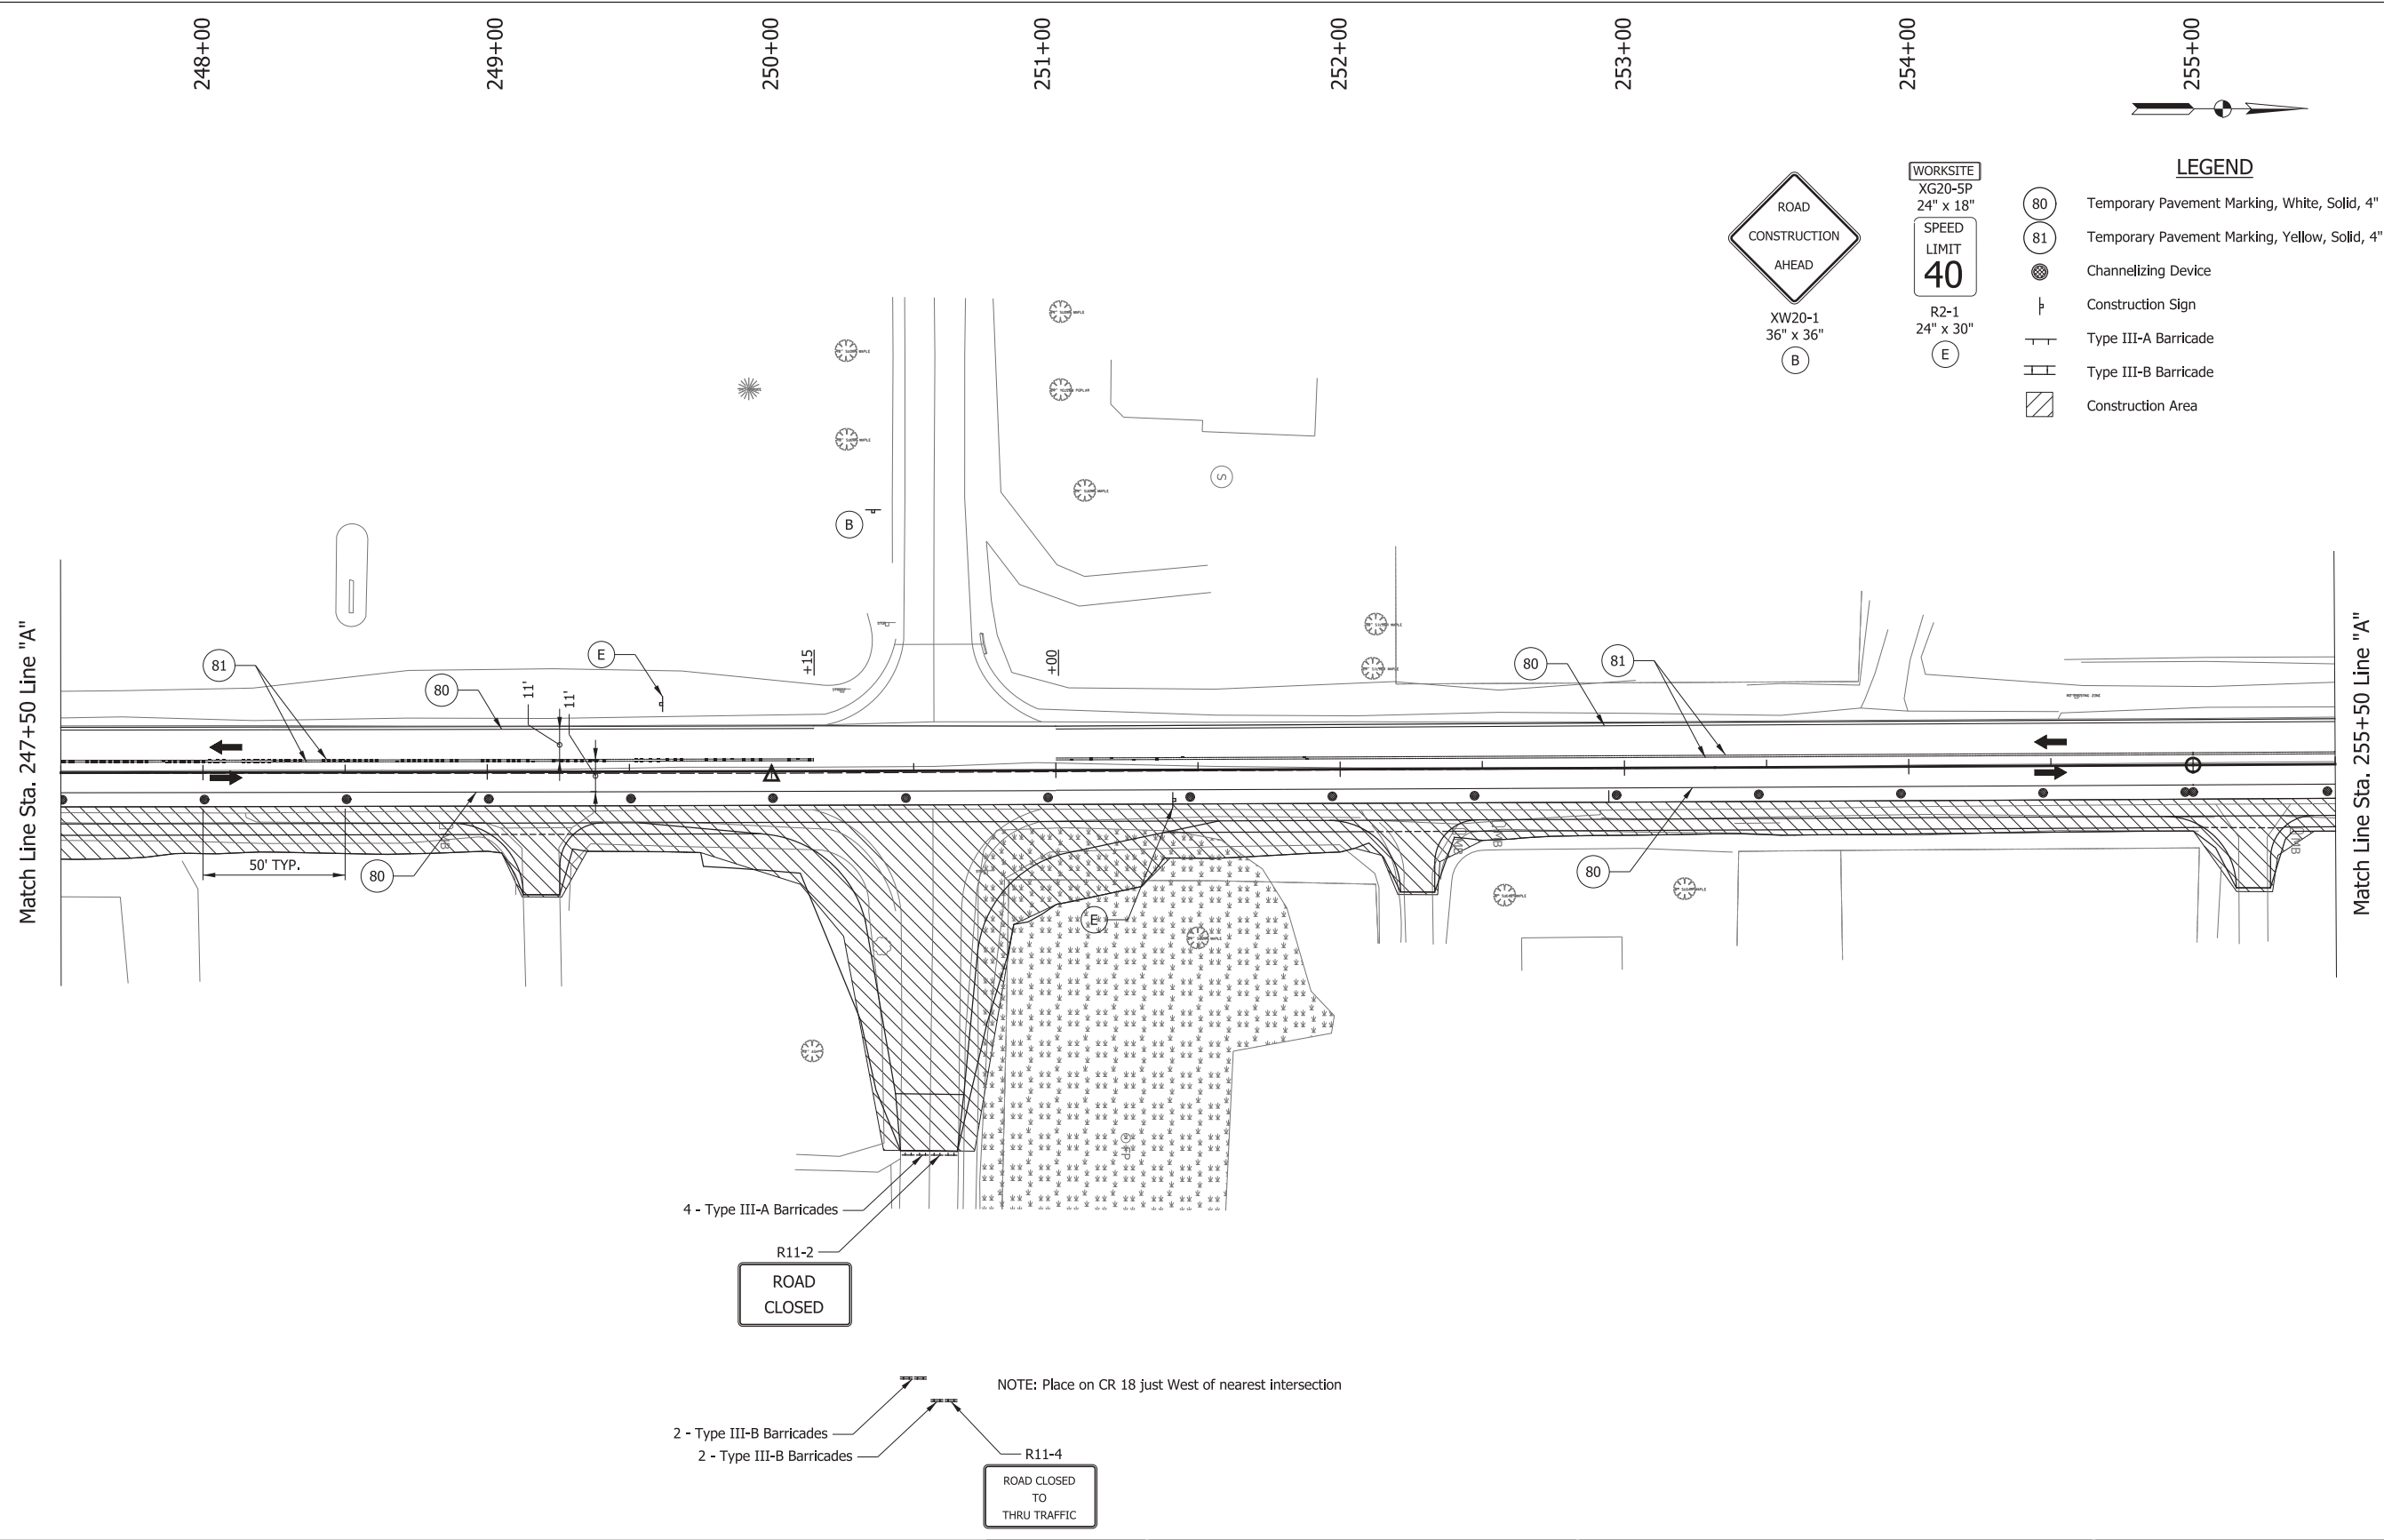 248+00
249+00
250+00
251+00
252+00
253+00
254+00
255+00
LEGEND
80 Temporary Pavement Marking, White, Solid, 4"
81 Temporary Pavement Marking, Yellow, Solid, 4"
Channelizing Device
Construction Sign
Type III-A Barricade
Type III-B Barricade
Construction Area
ROAD
CONSTRUCTION
AHEAD
XW20-1
36" x 36"
B
WORKSITE
XG20-5P
24" x 18"
SPEED
LIMIT
40
R2-1
24" x 30"
E
S
B
Match Line Sta. 247+50 Line "A"
Match Line Sta. 255+50 Line "A"
81
80
11'
11'
E
+15
+00
80
81
50' TYP.
80
E
80
FP
4 - Type III-A Barricades
R11-2
ROAD
CLOSED
NOTE: Place on CR 18 just West of nearest intersection
2 - Type III-B Barricades
2 - Type III-B Barricades
R11-4
ROAD CLOSED
TO
THRU TRAFFIC